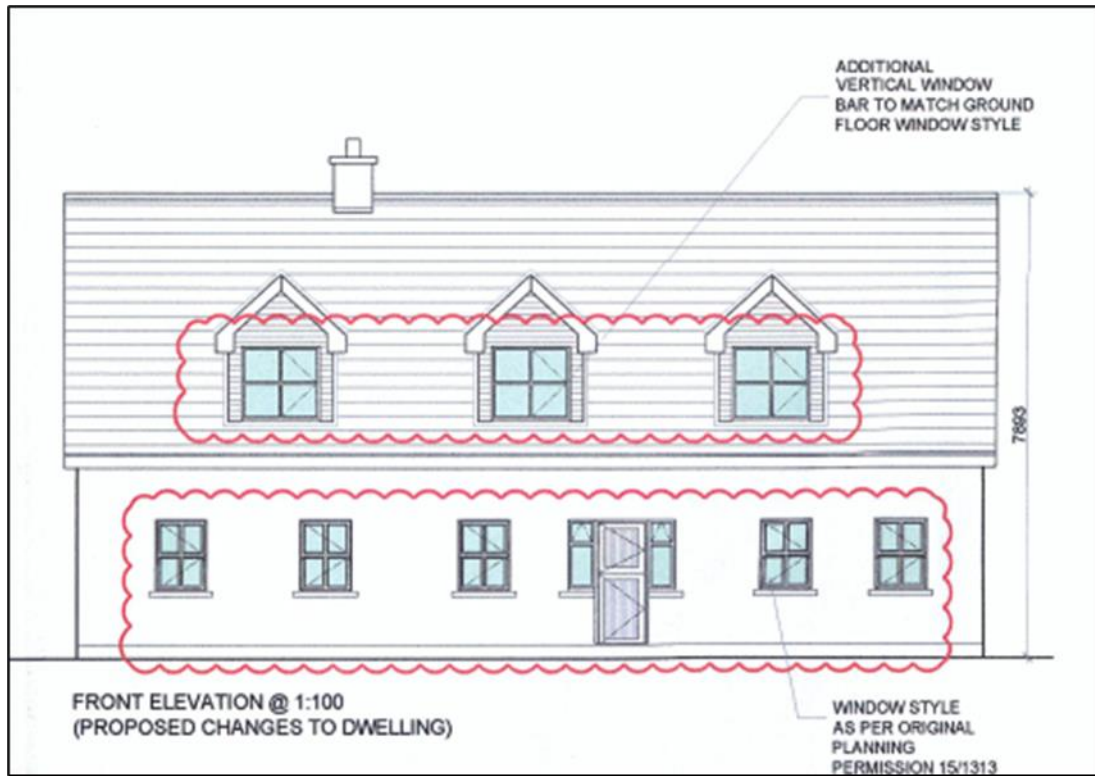 ADDITIONAL
VERTICAL WINDOW
BAR TO MATCH GROUND
FLOOR WINDOW STYLE
7893
FRONT ELEVATION @ 1:100
(PROPOSED CHANGES TO DWELLING)
WINDOW STYLE
AS PER ORIGINAL
PLANNING
PERMISSION 15/1313